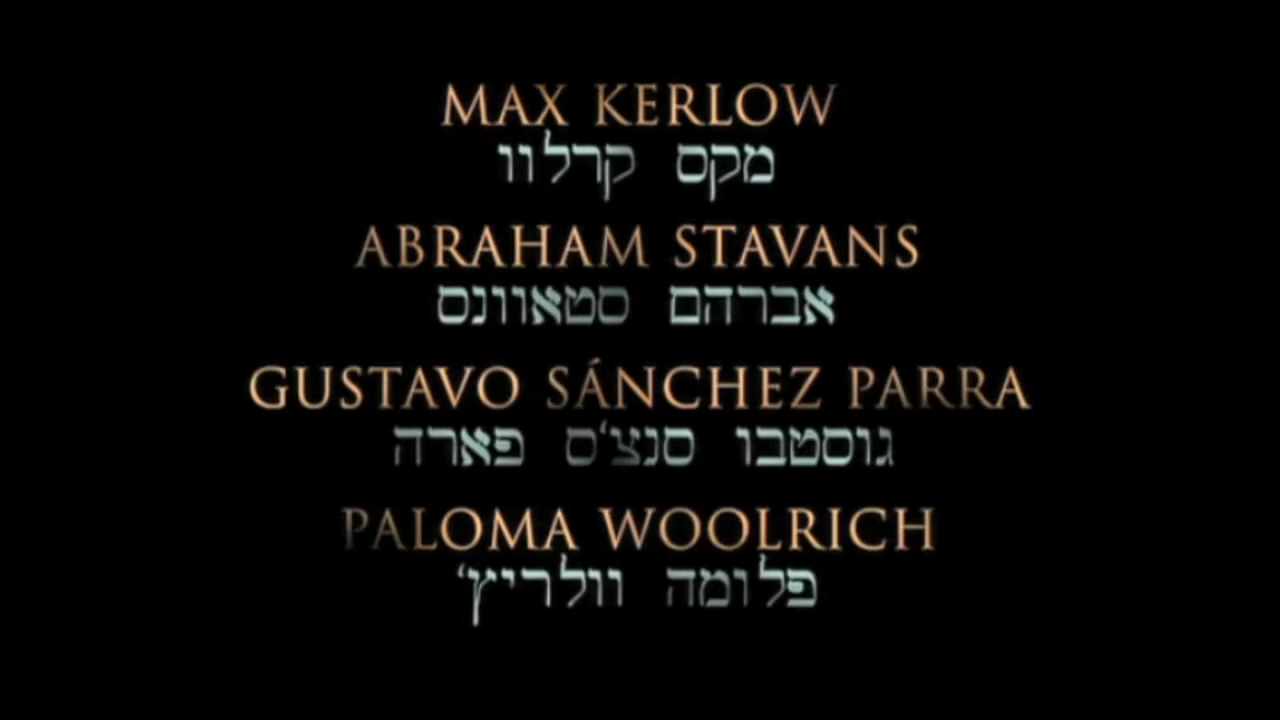 MAX KERLOW
מקס קרלוו
ABRAHAM STAVANS
אברהם סטאוונס
GUSTAVO SÁNCHEZ PARRA
גוסטבו סנצ'ס פארה
PALOMA WOOLRICH
פלומה וולריץ'